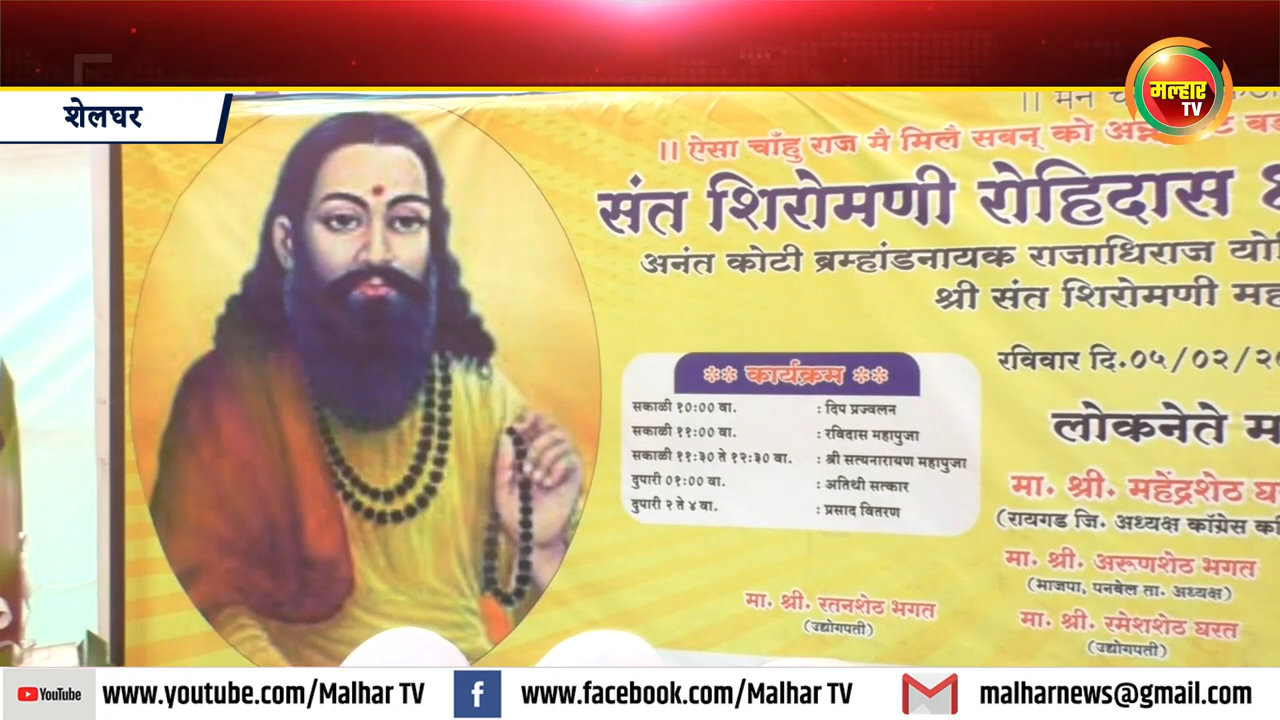 शेलघर
मल्हार
TV
|| मन
|| ऐसा चाँहु राज मै मिलै सबन् को
संत शिरोमणी रोहिदास
अनंत कोटी ब्रम्हांडनायक राजाधिराज
श्री संत शिरोमणी
रविवार दि.०५/०२/
** कार्यक्रम **
सकाळी १०:०० वा. : दिप प्रज्वलन
सकाळी ११:०० वा. : रविदास महापुजा
सकाळी ११:३० ते १२:३० वा. : श्री सत्यनारायण महापुजा
दुपारी ०१:०० वा. : अतिथी सत्कार
दुपारी २ ते ४ वा. : प्रसाद वितरण
लोकनेते
मा. श्री. महेंद्रशेठ
(रायगड जि. अध्यक्ष काँग्रेस
मा. श्री. अरूणशेठ भगत
(भाजपा, पनवेल ता. अध्यक्ष)
मा. श्री. रतनशेठ भगत
(उद्योगपती)
मा. श्री. रमेशशेठ घरत
(उद्योगपती)
YouTube www.youtube.com/Malhar TV
f www.facebook.com/Malhar TV
malharnews@gmail.com